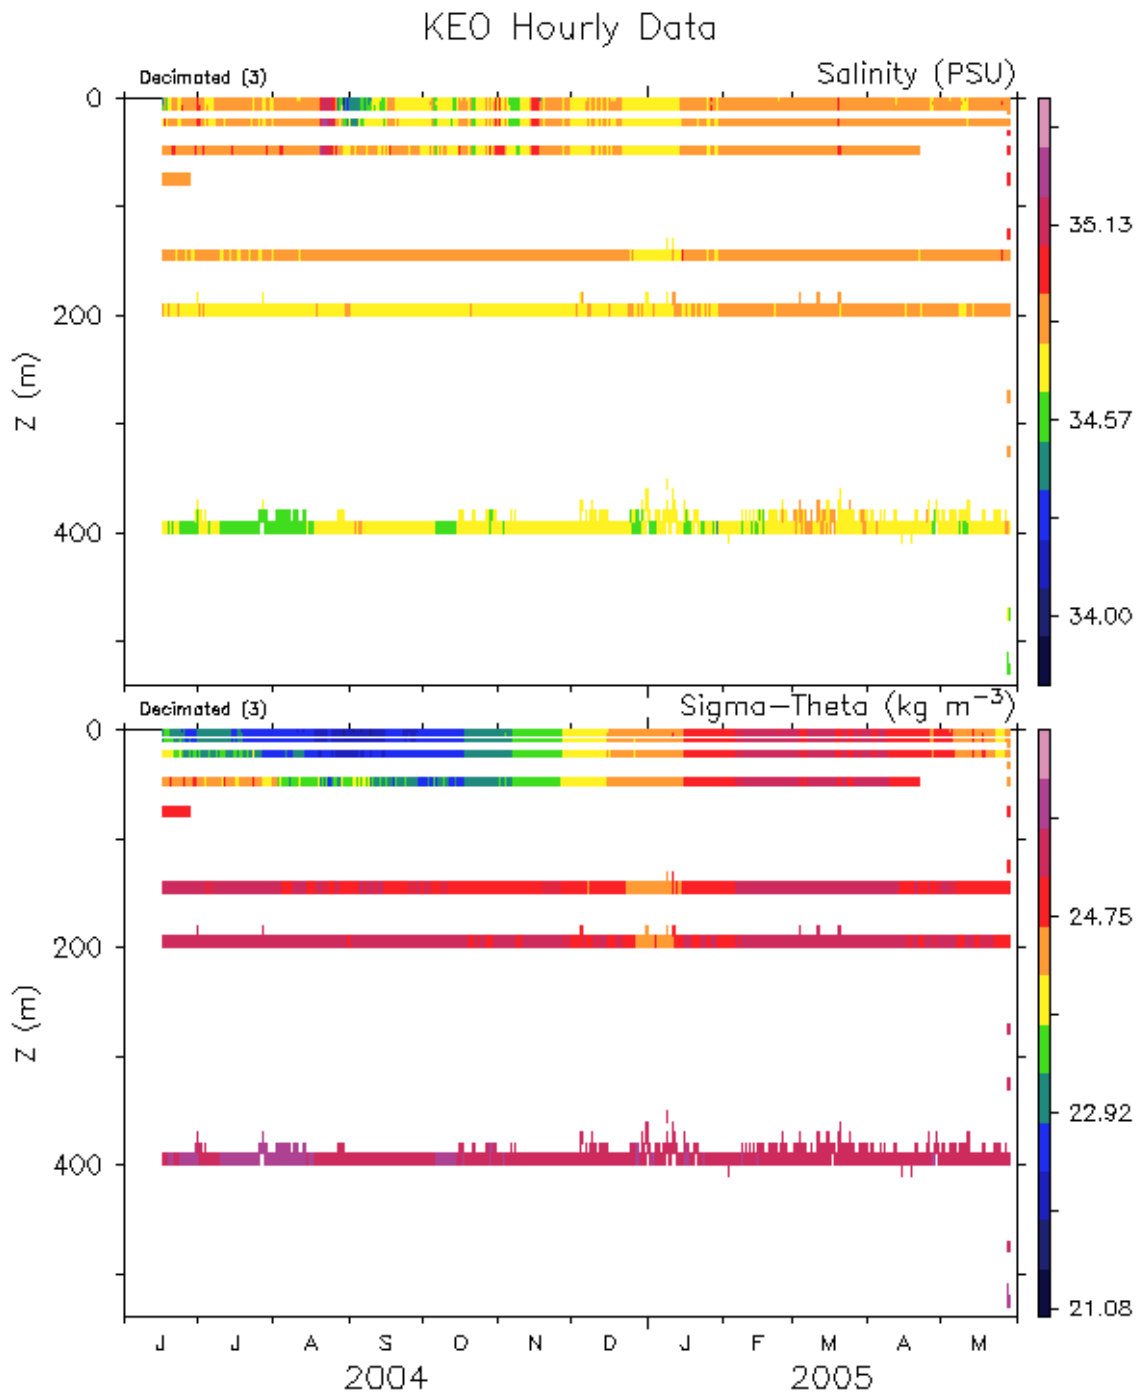 KEO Hourly Data
Decimated (3)
Salinity (PSU)
0
200
400
Z (m)
35.13
34.57
34.00
Decimated (3)
Sigma-Theta (kg m⁻³)
0
200
400
Z (m)
24.75
22.92
21.08
J J A S O N D J F M A M
2004 2005